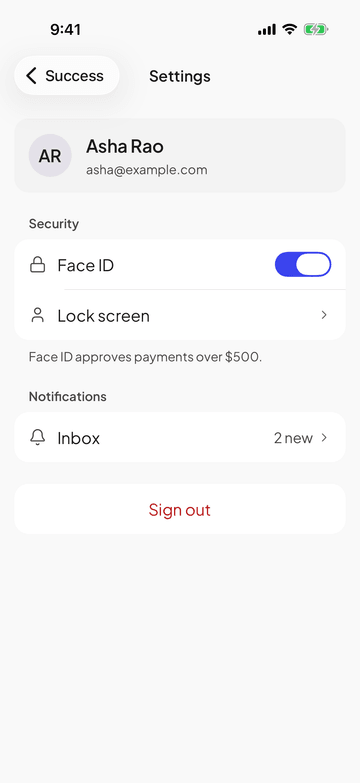 9:41
Success
Settings
AR
Asha Rao
asha@example.com
Security
Face ID
Lock screen
Face ID approves payments over $500.
Notifications
Inbox
2 new
Sign out